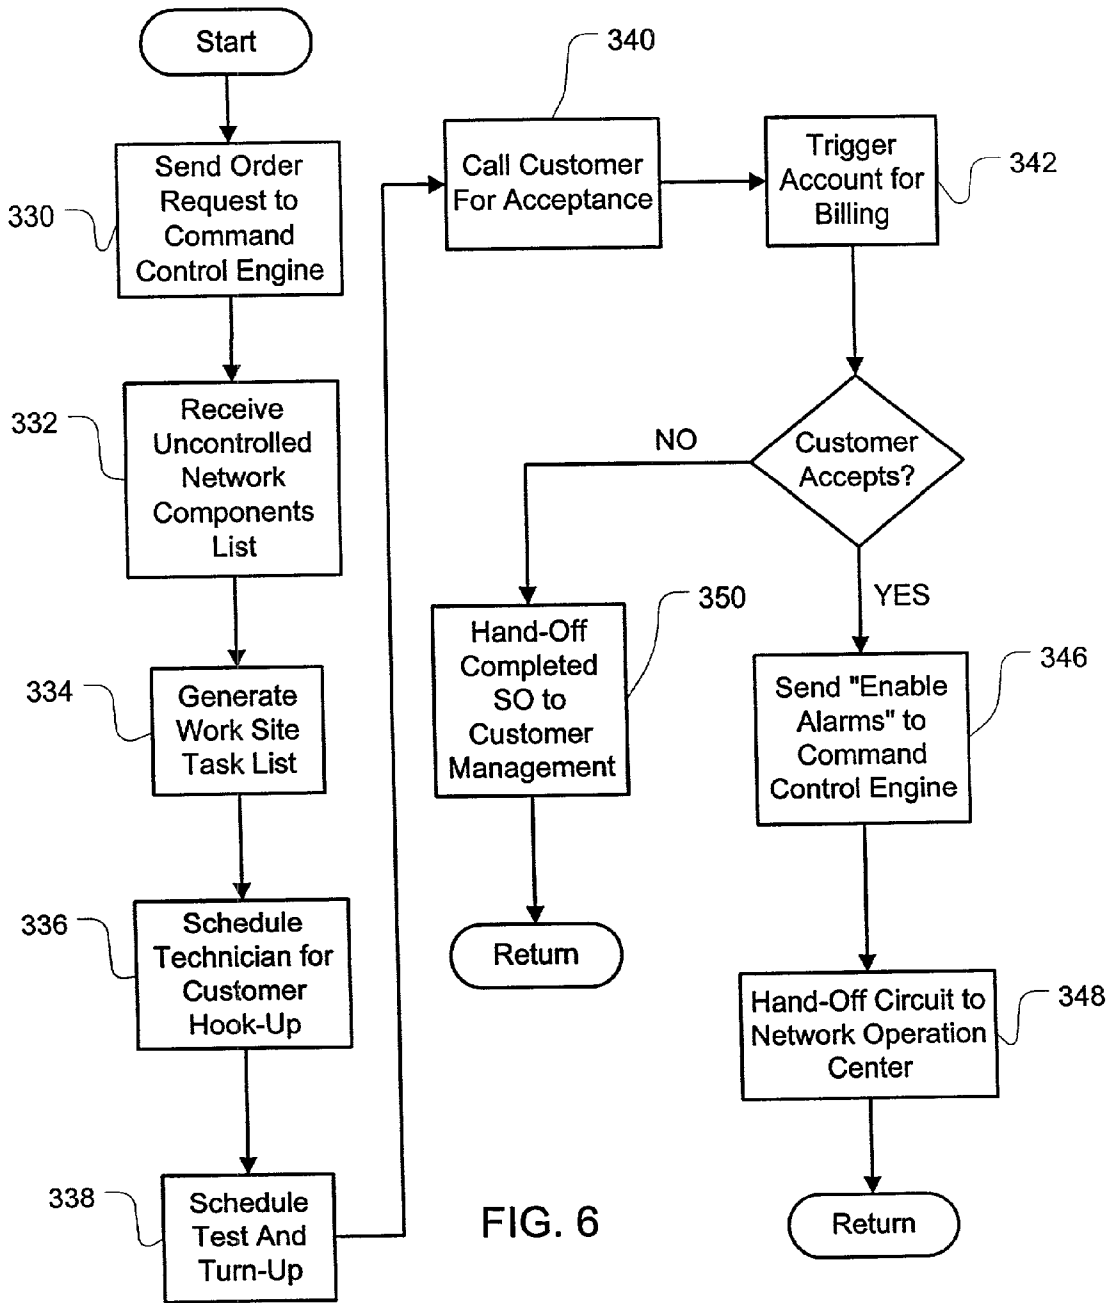 Start
330
Send Order
Request to
Command
Control Engine
332
Receive
Uncontrolled
Network
Components
List
334
Generate
Work Site
Task List
336
Schedule
Technician for
Customer
Hook-Up
338
Schedule
Test And
Turn-Up
340
Call Customer
For Acceptance
342
Trigger
Account for
Billing
Customer
Accepts?
NO
YES
350
Hand-Off
Completed
SO to
Customer
Management
Return
346
Send "Enable
Alarms" to
Command
Control Engine
348
Hand-Off Circuit to
Network Operation
Center
Return
FIG. 6